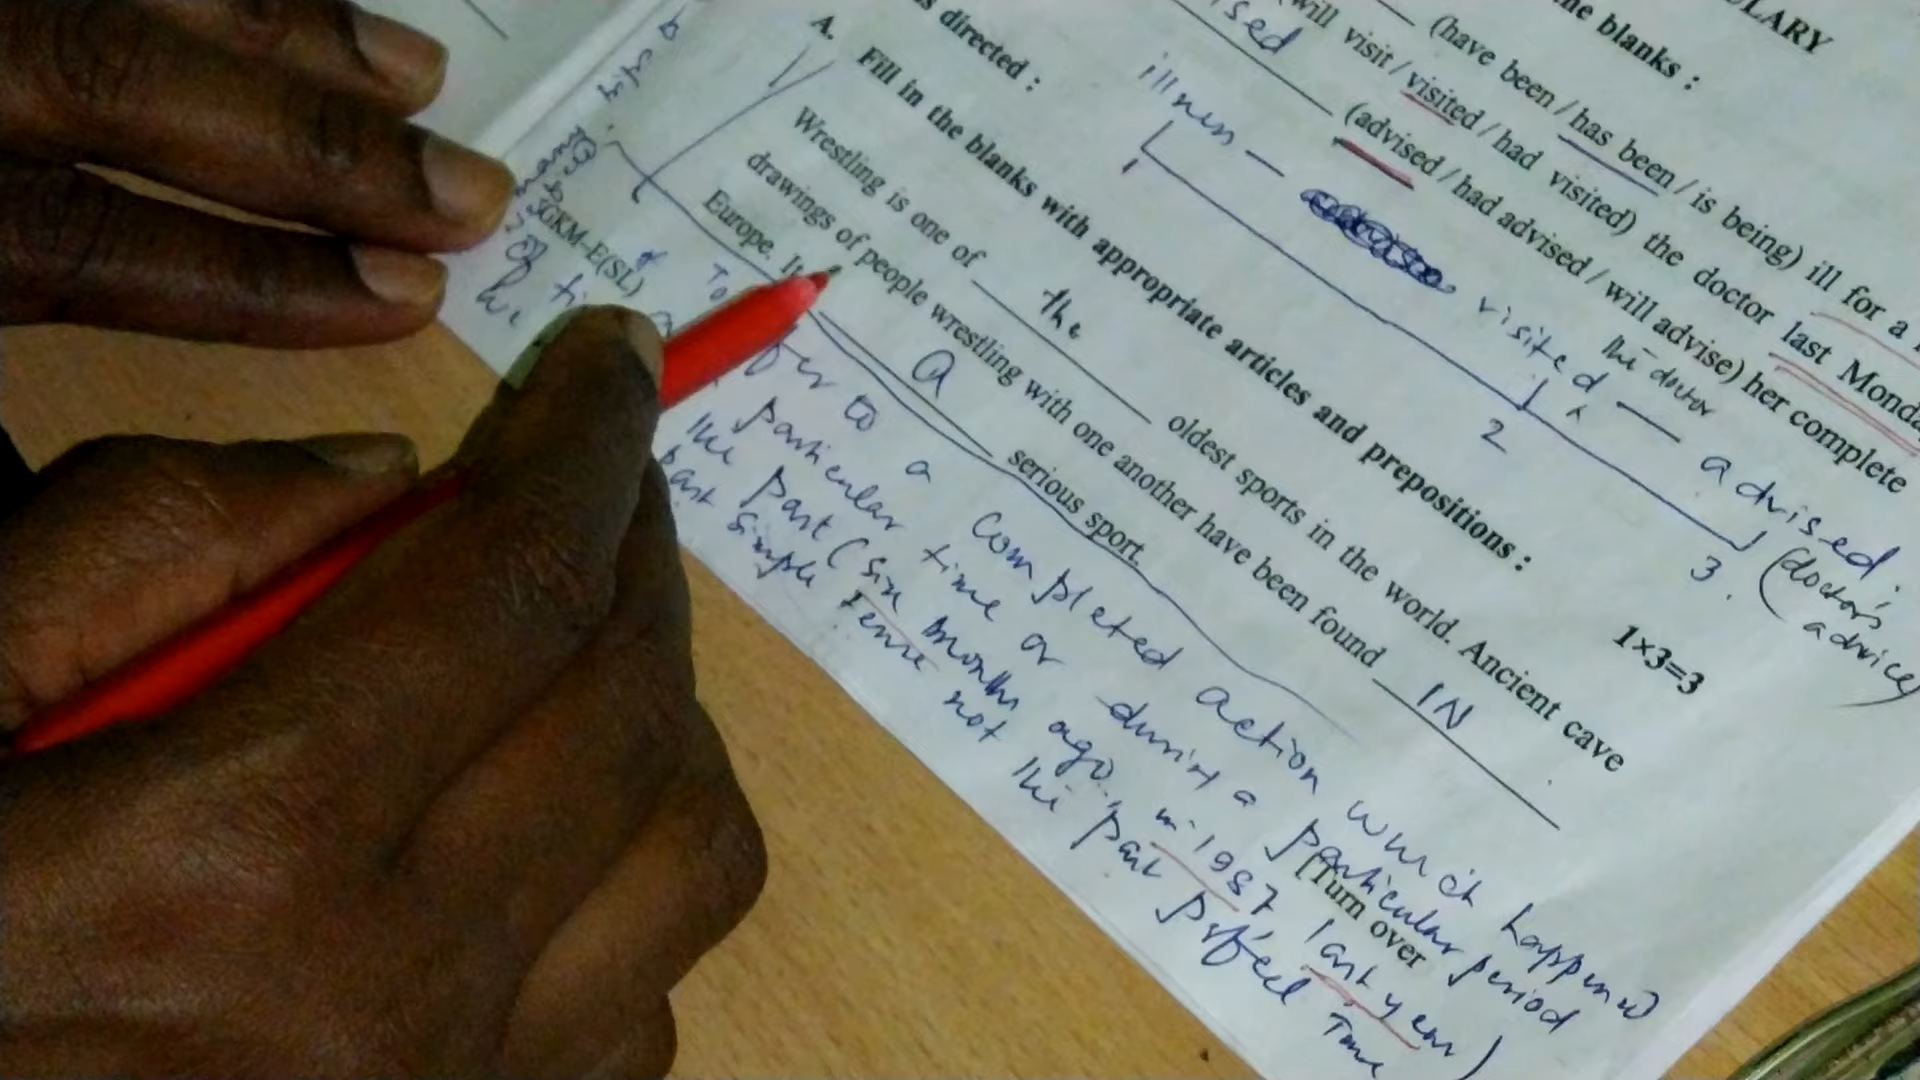 ULARY
the blanks :
(have been / has been / is being) ill for a
will visit / visited / had visited) the doctor last Monda
ised (advised / had advised / will advise) her complete
illness — visited — advised.
the doctor
(doctor's advice)
1 2 3.
s directed :
A. Fill in the blanks with appropriate articles and prepositions : 1×3=3
Wrestling is one of the oldest sports in the world. Ancient cave
drawings of people wrestling with one another have been found IN
Europe. It a serious sport.
JGKM–E(SL)
[Turn over
To
to a completed action which happened
particular time or during a particular period
the past (six months ago, in 1987, last year)
past simple Tense not the past perfect Tense